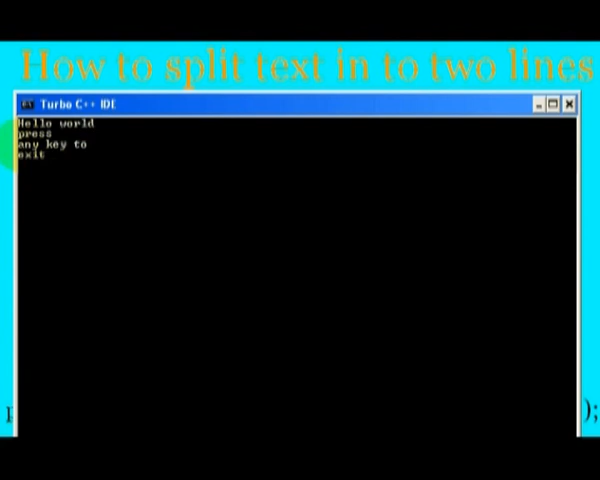 How to split text in to two lines
Turbo C++ IDE
Hello world
press
any key to
exit
p
);